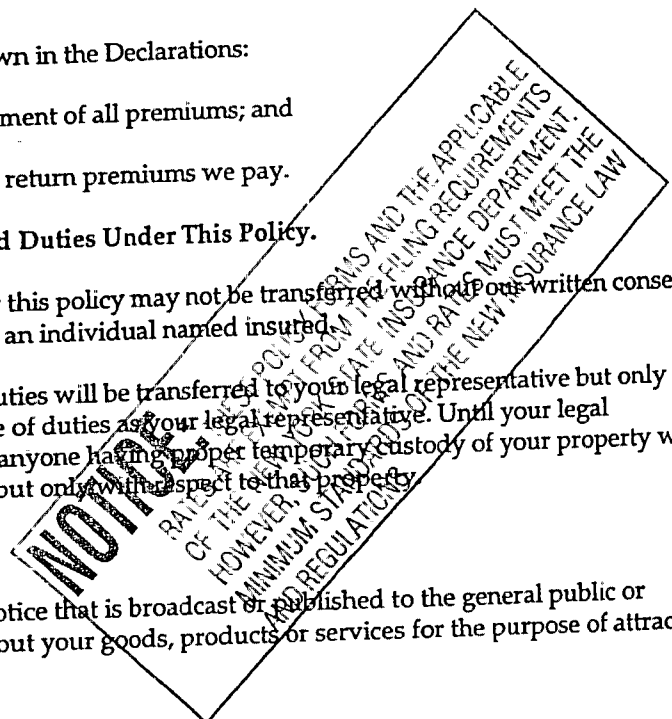 wn in the Declarations:
ment of all premiums; and
return premiums we pay.
d Duties Under This Policy.
this policy may not be transferred without our written conse
an individual named insured.
uties will be transferred to your legal representative but only
e of duties as your legal representative. Until your legal
anyone having proper temporary custody of your property w
out only with respect to that property.
otice that is broadcast or published to the general public or
out your goods, products or services for the purpose of attrac
NOTICE: THESE POLICY FORMS AND THE APPLICABLE
RATES ARE EXEMPT FROM THE FILING REQUIREMENTS
OF THE NEW YORK STATE INSURANCE DEPARTMENT.
HOWEVER, SUCH FORMS AND RATES MUST MEET THE
MINIMUM STANDARDS OF THE NEW INSURANCE LAW
AND REGULATIONS